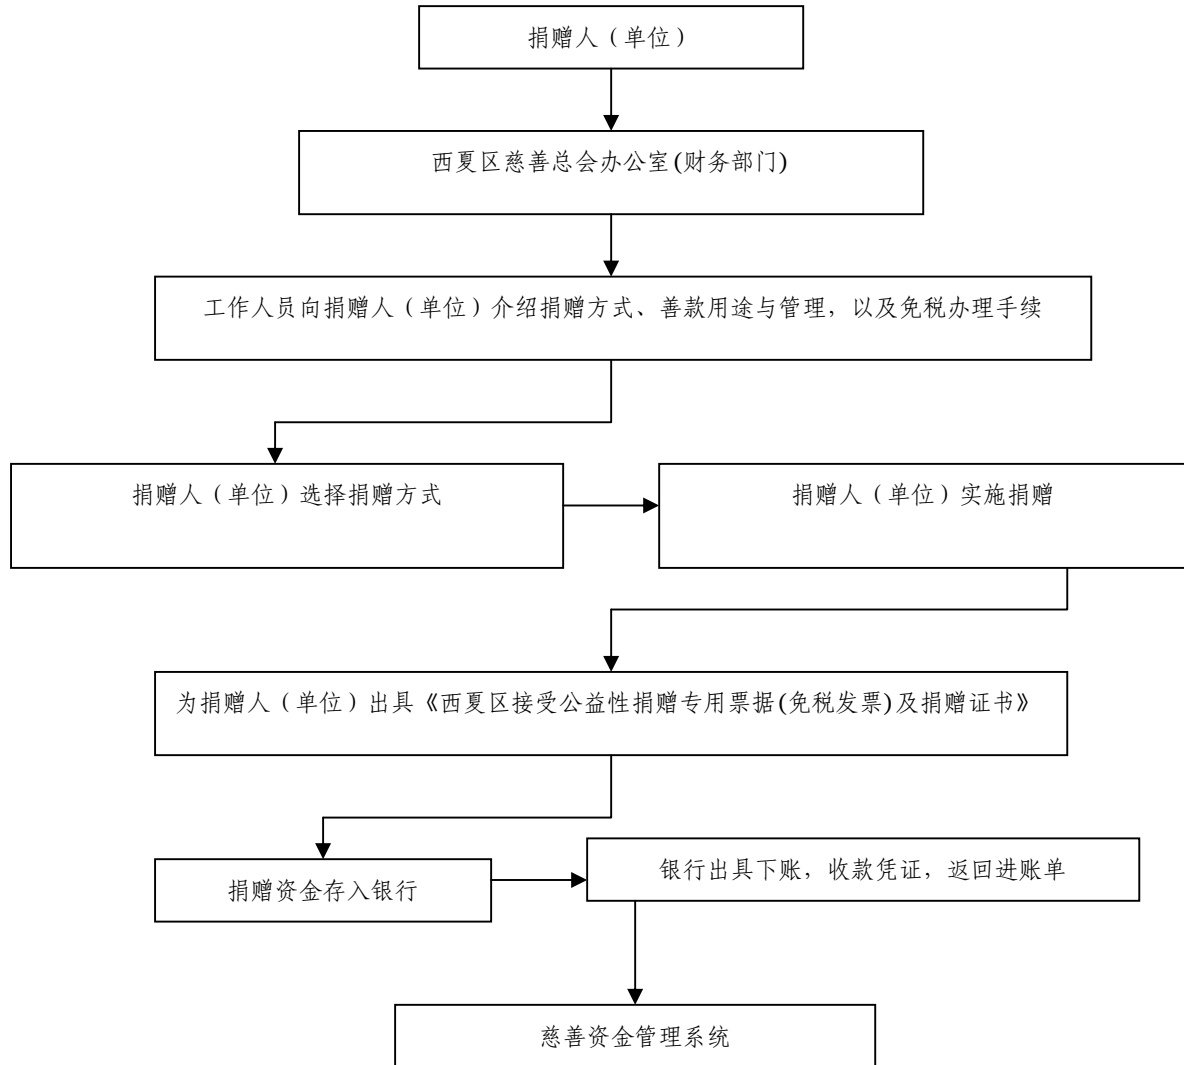 捐赠人（单位）
西夏区慈善总会办公室(财务部门)
工作人员向捐赠人（单位）介绍捐赠方式、善款用途与管理，以及免税办理手续
捐赠人（单位）选择捐赠方式
捐赠人（单位）实施捐赠
为捐赠人（单位）出具《西夏区接受公益性捐赠专用票据(免税发票)及捐赠证书》
捐赠资金存入银行
银行出具下账，收款凭证，返回进账单
慈善资金管理系统